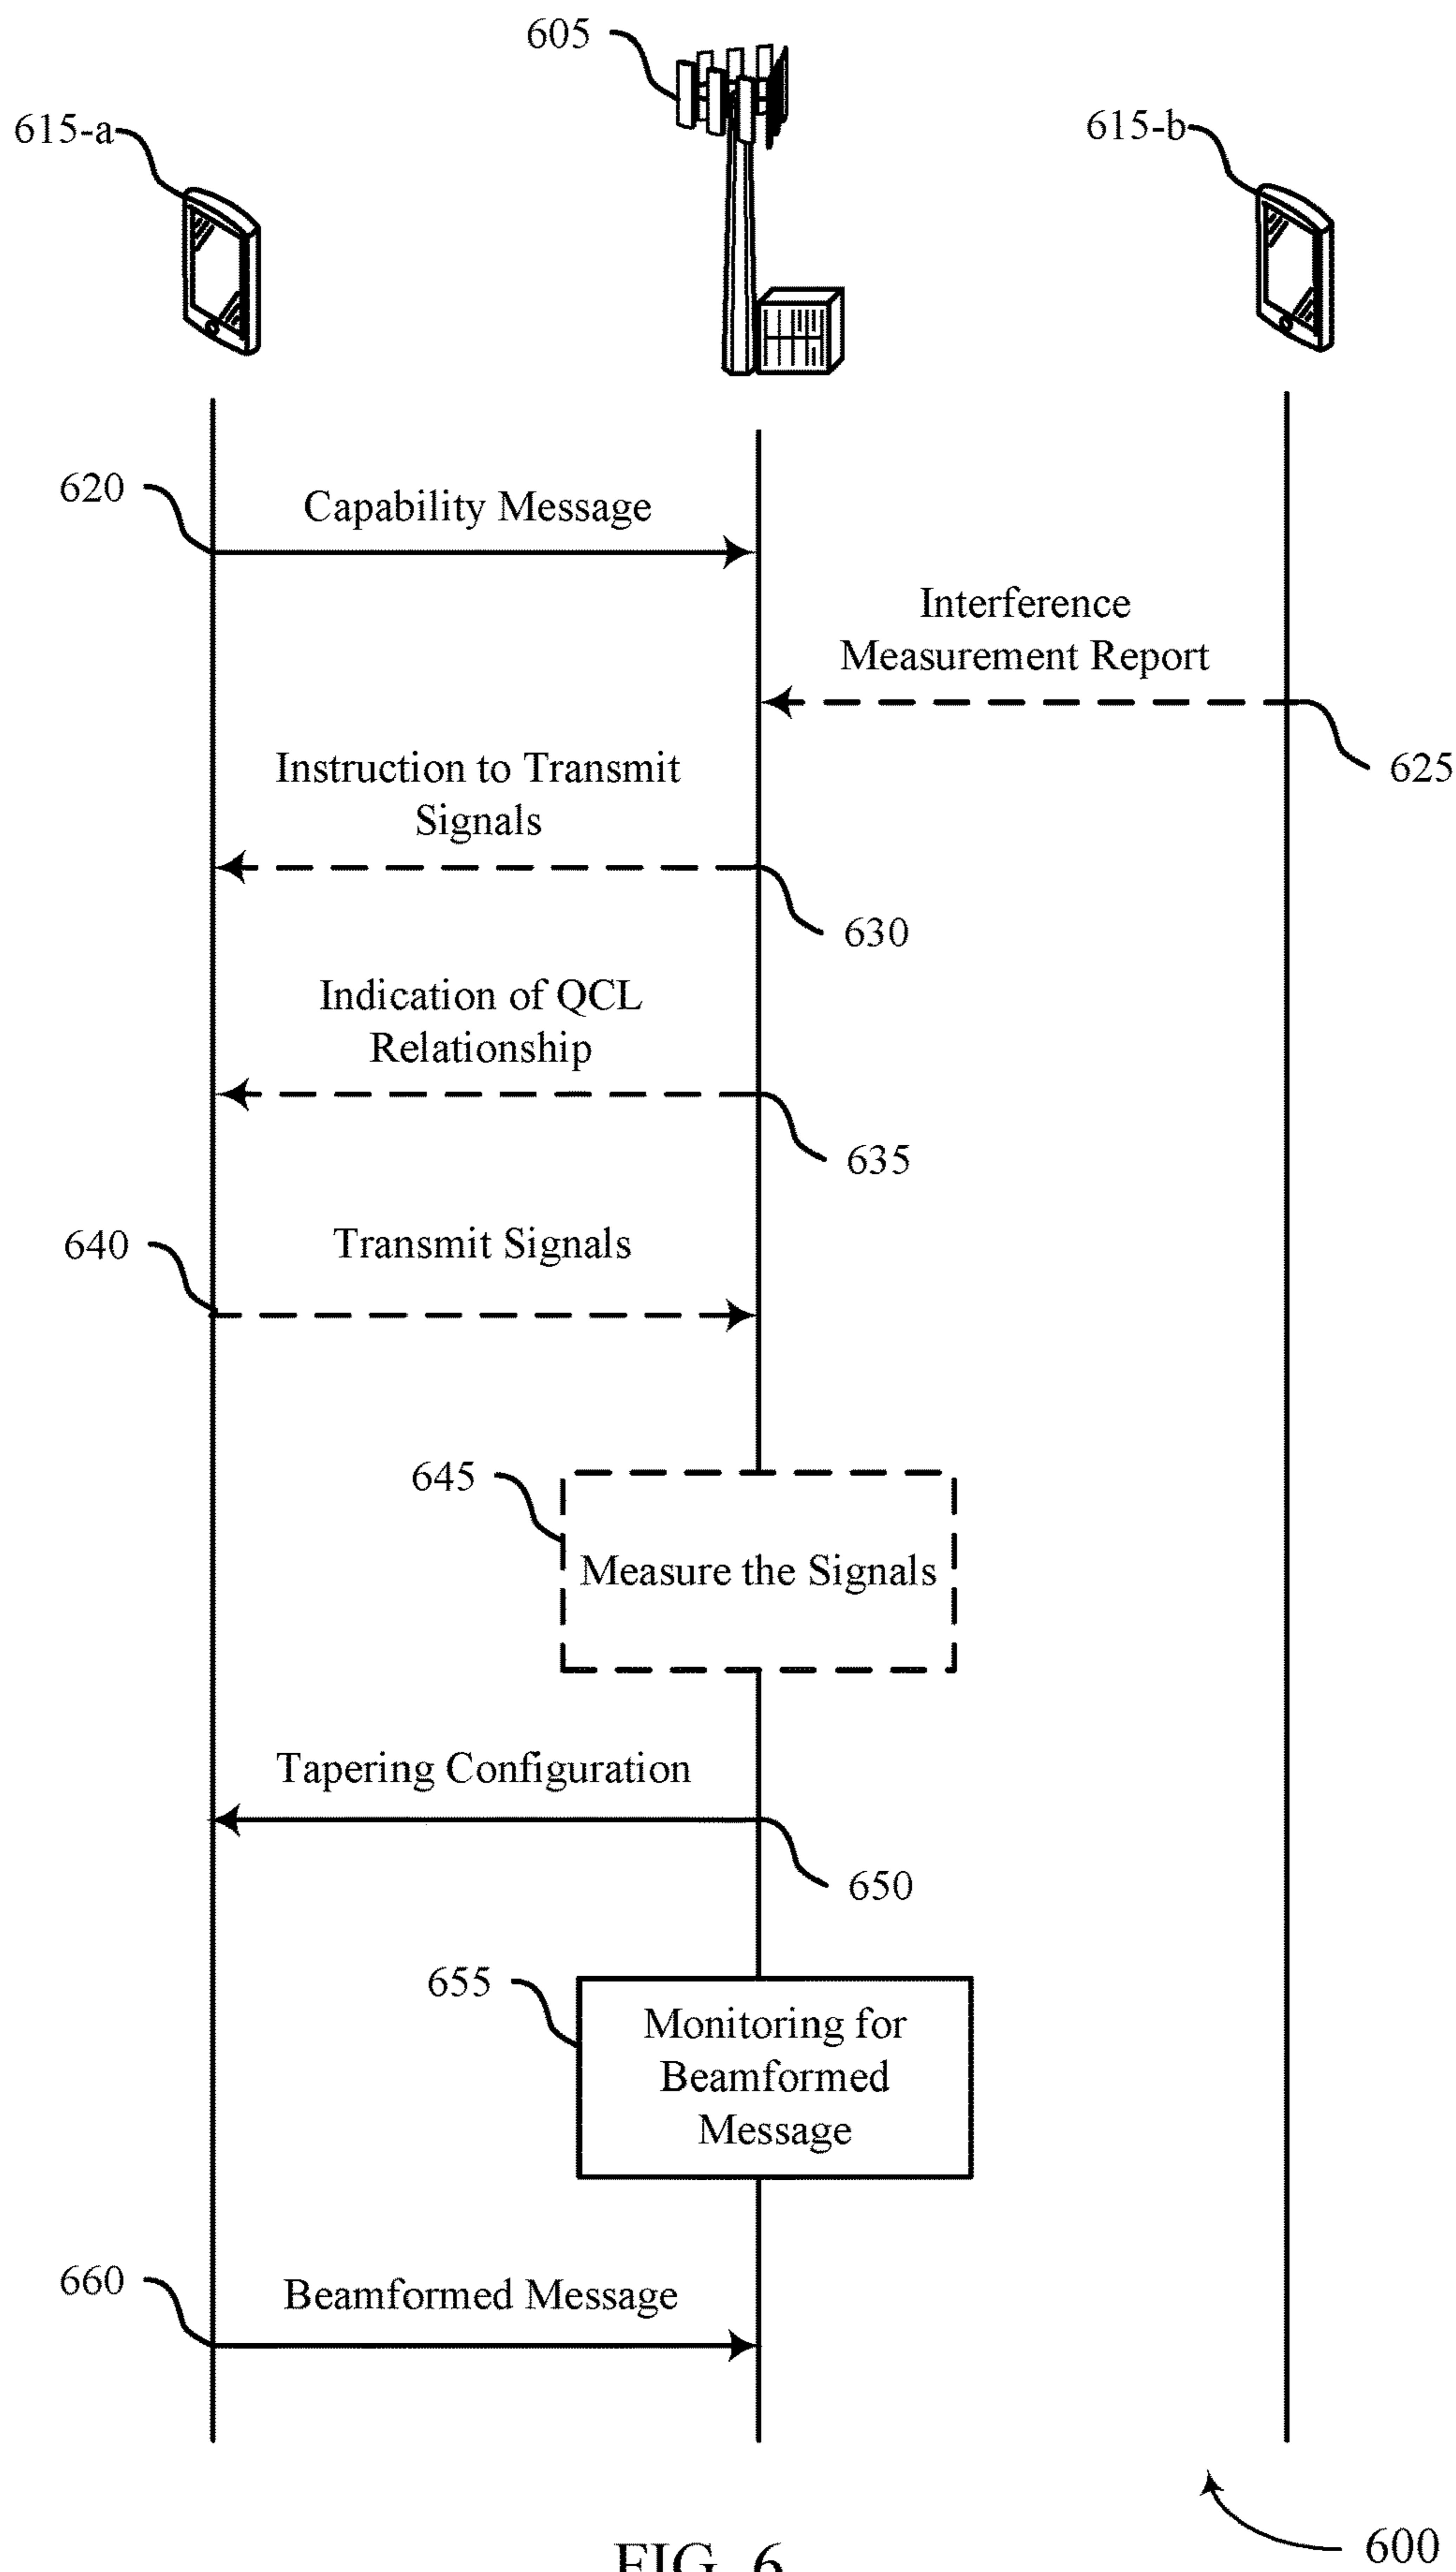 605
615-a
615-b
620
Capability Message
Interference
Measurement Report
625
Instruction to Transmit
Signals
630
Indication of QCL
Relationship
635
640
Transmit Signals
645
Measure the Signals
Tapering Configuration
650
655
Monitoring for
Beamformed
Message
660
Beamformed Message
600
FIG. 6